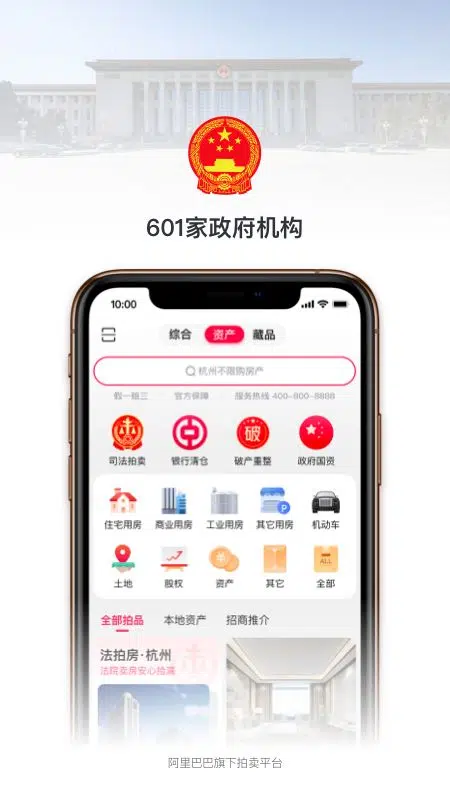 601家政府机构
10:00
综合 资产 藏品
杭州不限购房产
假一赔三 官方保障 服务热线 400-800-8888
司法拍卖 银行清仓 破产重整 政府国资
破
住宅用房 商业用房 工业用房 其它用房 机动车
P
ALL
土地 股权 资产 其它 全部
全部拍品 本地资产 招商推介
法拍房·杭州
法院卖房安心捡漏
阿里巴巴旗下拍卖平台